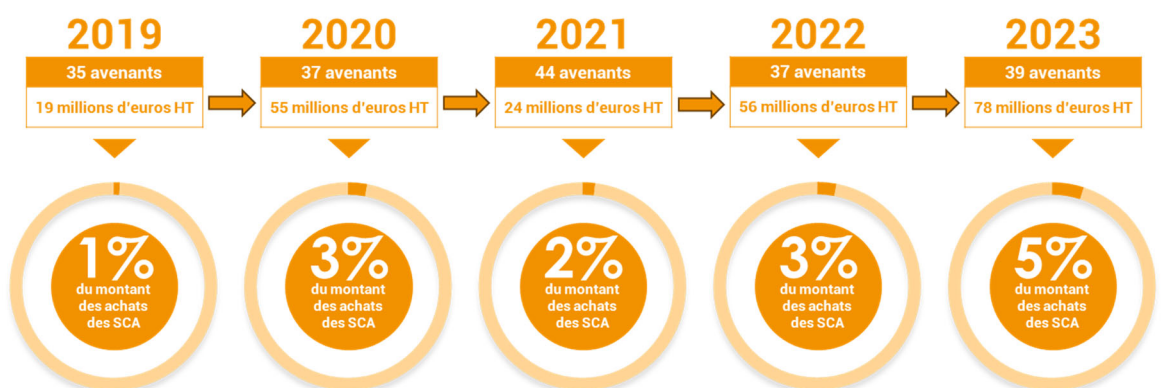 2019
35 avenants
19 millions d'euros HT
1%
du montant
des achats
des SCA
2020
37 avenants
55 millions d'euros HT
3%
du montant
des achats
des SCA
2021
44 avenants
24 millions d'euros HT
2%
du montant
des achats
des SCA
2022
37 avenants
56 millions d'euros HT
3%
du montant
des achats
des SCA
2023
39 avenants
78 millions d'euros HT
5%
du montant
des achats
des SCA